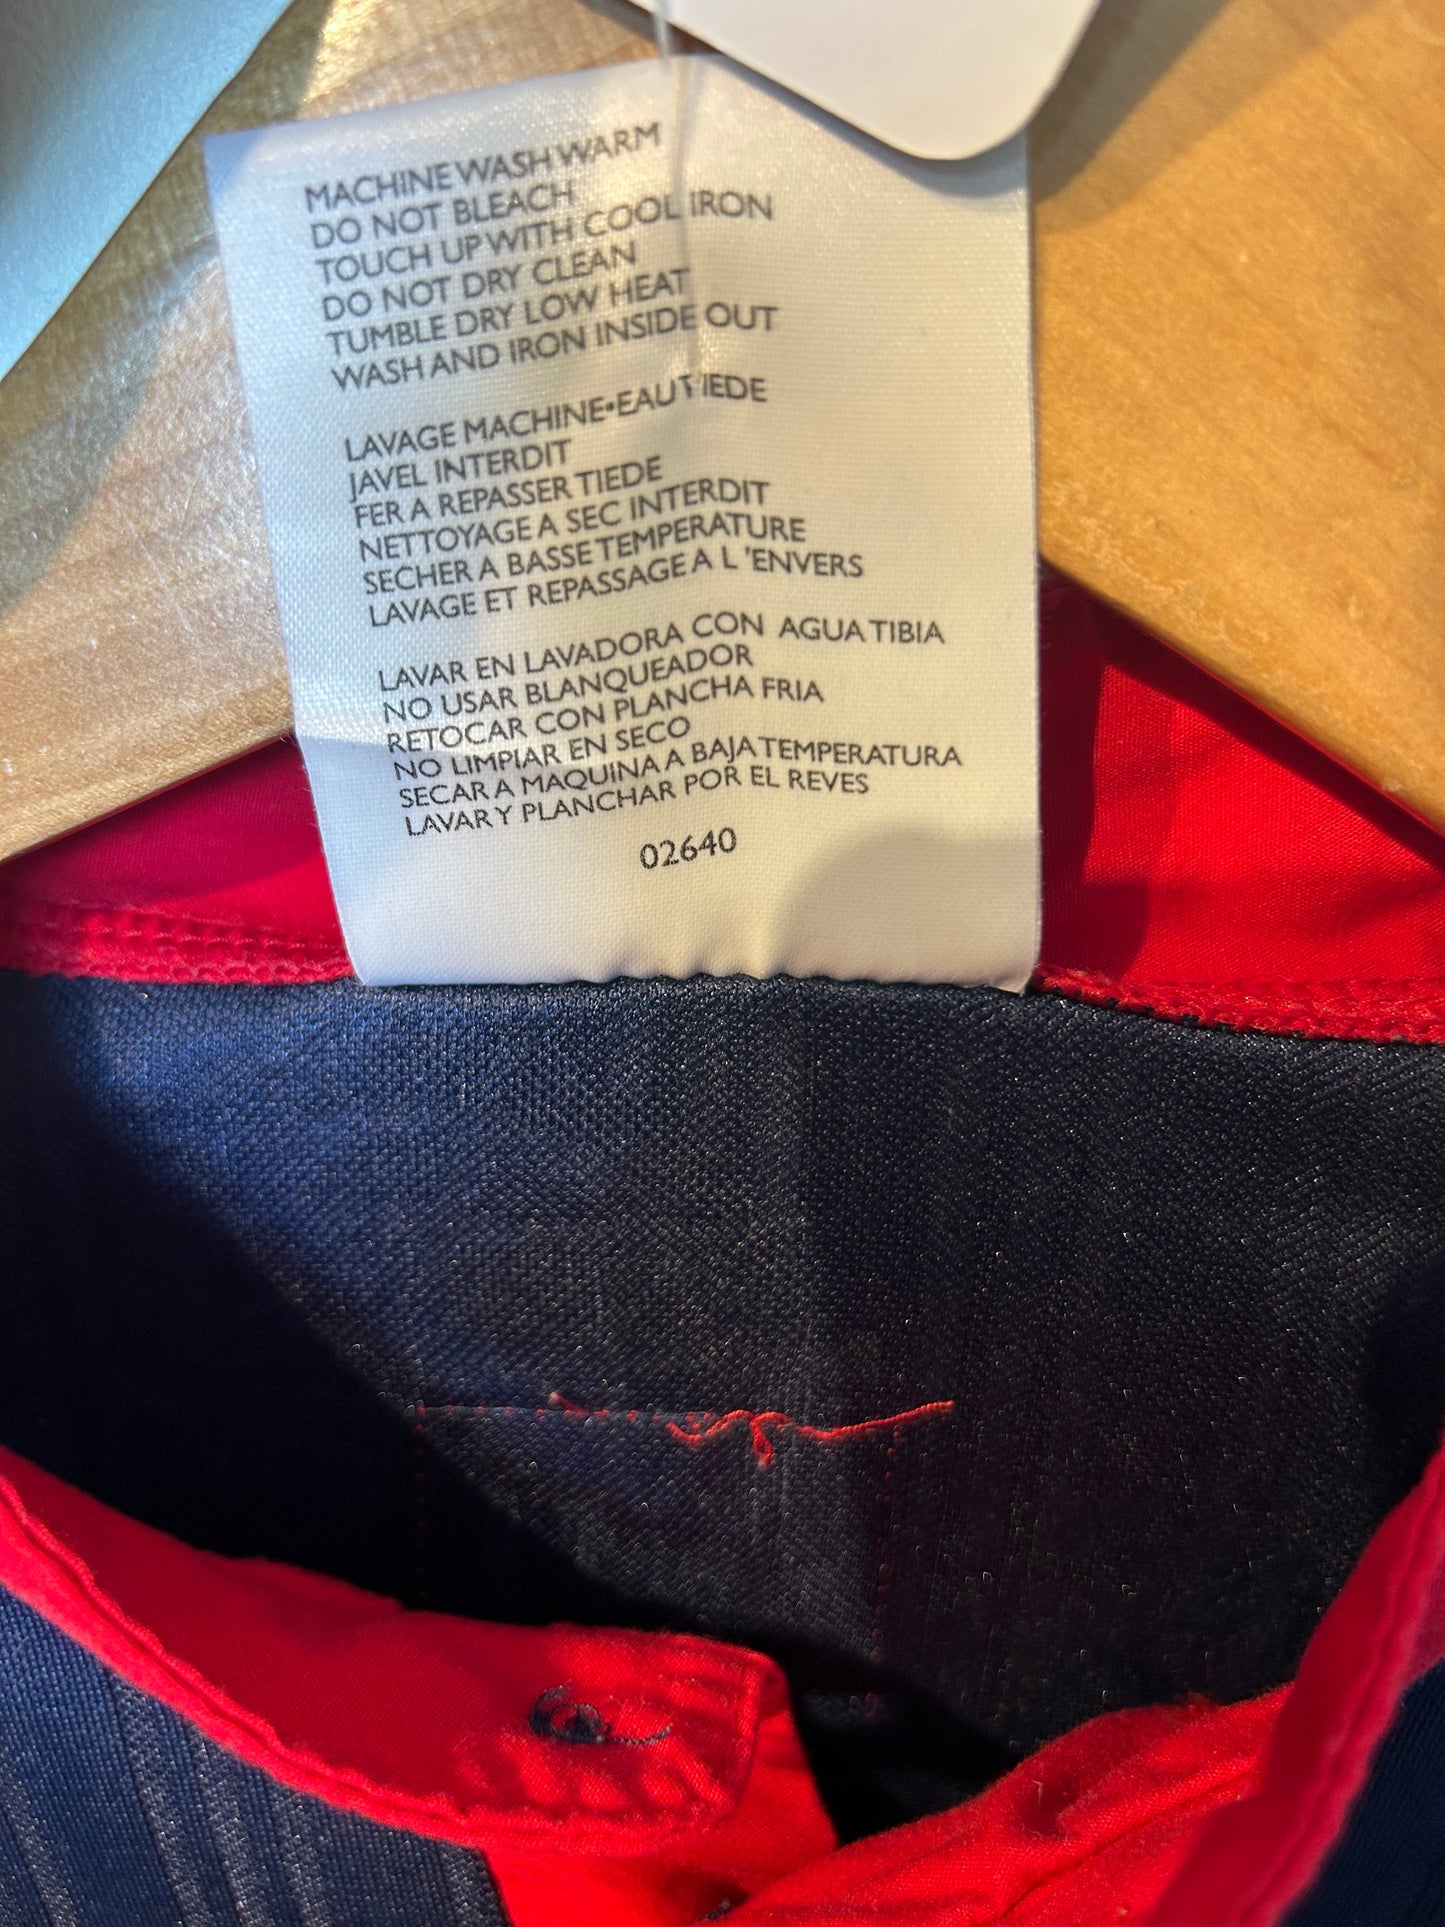 MACHINE WASH WARM
DO NOT BLEACH
TOUCH UP WITH COOL IRON
DO NOT DRY CLEAN
TUMBLE DRY LOW HEAT
WASH AND IRON INSIDE OUT
LAVAGE MACHINE•EAU TIEDE
JAVEL INTERDIT
FER A REPASSER TIEDE
NETTOYAGE A SEC INTERDIT
SECHER A BASSE TEMPERATURE
LAVAGE ET REPASSAGE A L 'ENVERS
LAVAR EN LAVADORA CON AGUA TIBIA
NO USAR BLANQUEADOR
RETOCAR CON PLANCHA FRIA
NO LIMPIAR EN SECO
SECAR A MAQUINA A BAJA TEMPERATURA
LAVAR Y PLANCHAR POR EL REVES
02640